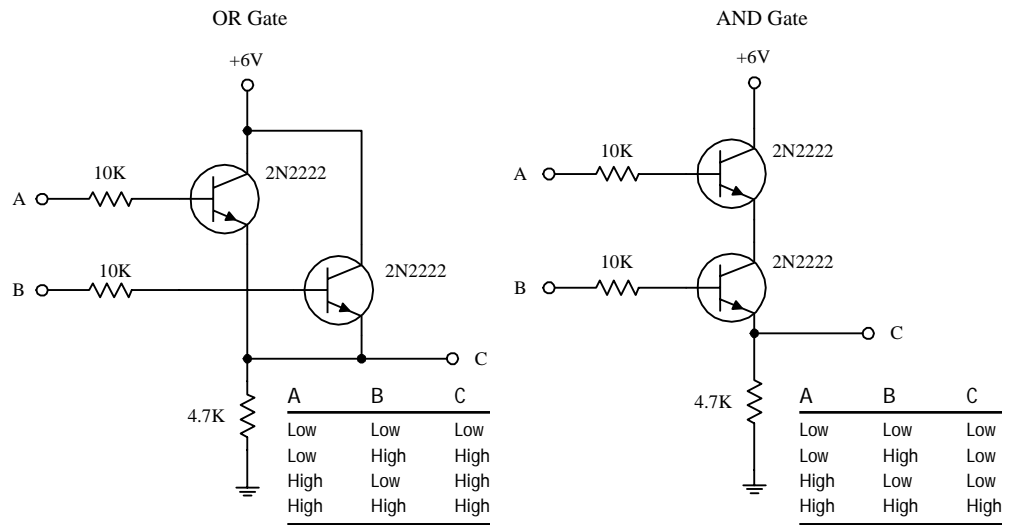 OR Gate
+6V
2N2222
10K
A
2N2222
10K
B
C
4.7K
A B C
Low Low Low
Low High High
High Low High
High High High
AND Gate
+6V
10K
2N2222
A
10K
2N2222
B
C
4.7K
A B C
Low Low Low
Low High Low
High Low Low
High High High